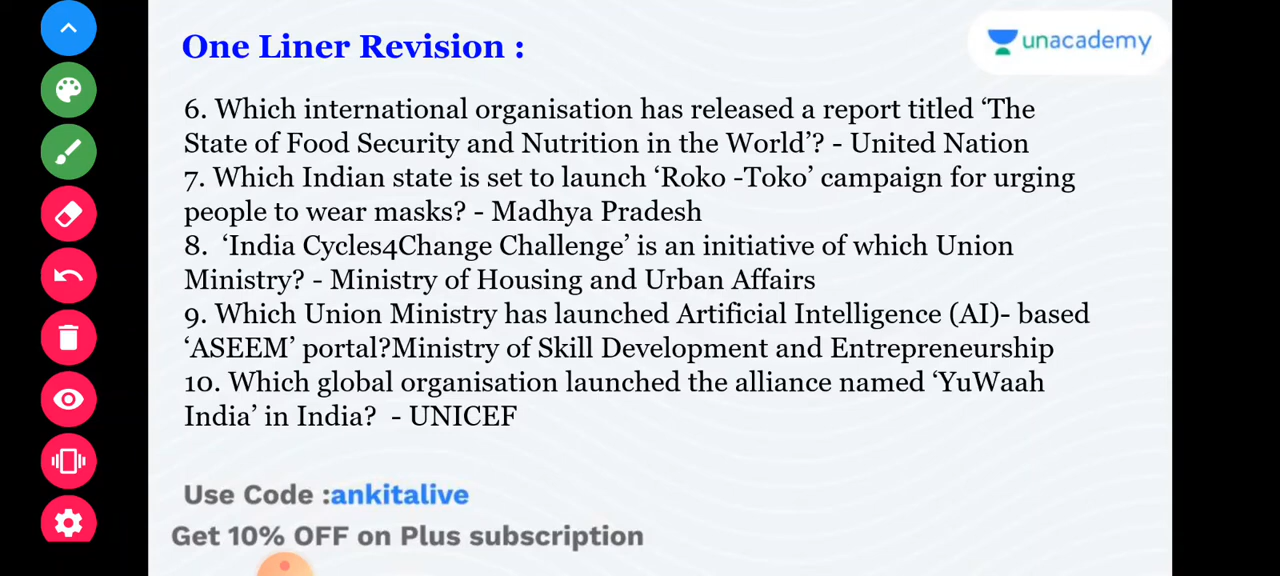 One Liner Revision :
unacademy
6. Which international organisation has released a report titled ‘The
State of Food Security and Nutrition in the World’? - United Nation
7. Which Indian state is set to launch ‘Roko -Toko’ campaign for urging
people to wear masks? - Madhya Pradesh
8.  ‘India Cycles4Change Challenge’ is an initiative of which Union
Ministry? - Ministry of Housing and Urban Affairs
9. Which Union Ministry has launched Artificial Intelligence (AI)- based
‘ASEEM’ portal?Ministry of Skill Development and Entrepreneurship
10. Which global organisation launched the alliance named ‘YuWaah
India’ in India?  - UNICEF
Use Code :ankitalive
Get 10% OFF on Plus subscription